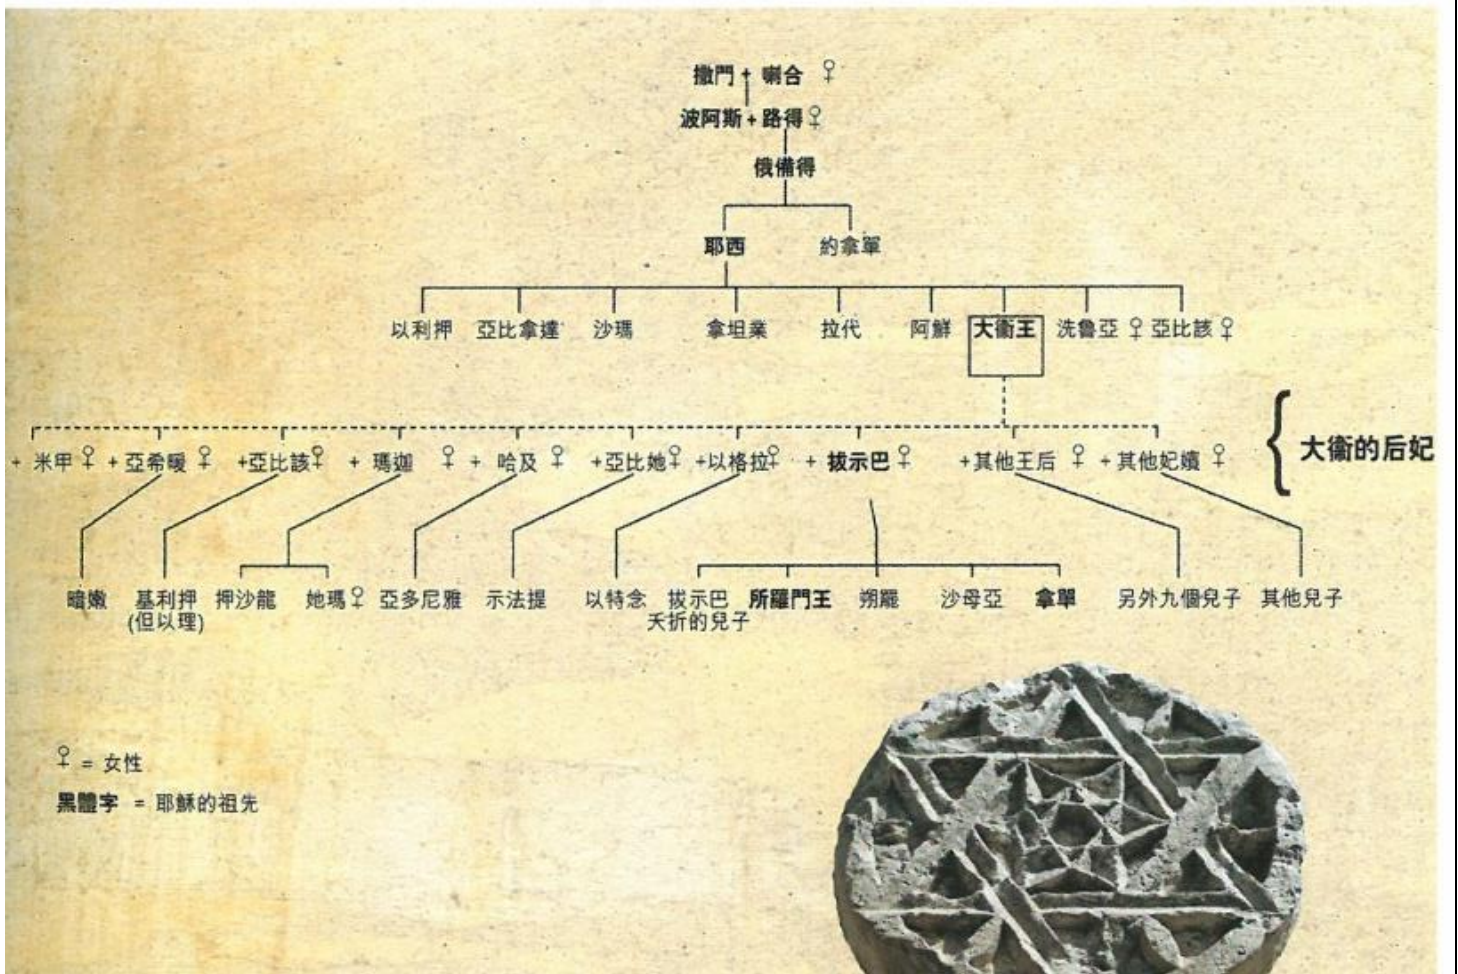 撒門 + 喇合 ♀
波阿斯 + 路得 ♀
俄備得
耶西 約拿單
以利押 亞比拿達 沙瑪 拿坦業 拉代 阿鮮 大衞王 洗魯亞 ♀ 亞比該 ♀
+ 米甲 ♀ + 亞希暖 ♀ +亞比該♀ + 瑪迦 ♀ + 哈及 ♀ +亞比她♀ +以格拉♀ + 拔示巴 ♀ +其他王后 ♀ +其他妃嬪 ♀
大衞的后妃
暗嫩 基利押 押沙龍 她瑪♀ 亞多尼雅 示法提 以特念 拔示巴 所羅門王 朔罷 沙母亞 拿單 另外九個兒子 其他兒子
(但以理) 夭折的兒子
♀ = 女性
黑體字 = 耶穌的祖先